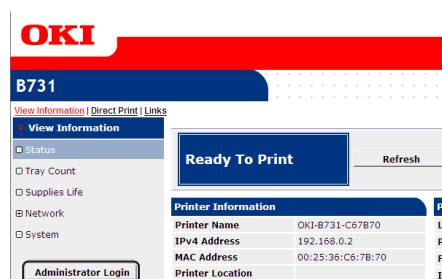 OKI
B731
View Information | Direct Print | Links
View Information
Status
Tray Count
Supplies Life
Network
System
Administrator Login
Ready To Print
Refresh
Printer Information
Printer Name OKI-B731-C67B70
IPv4 Address 192.168.0.2
MAC Address 00:25:36:C6:7B:70
Printer Location